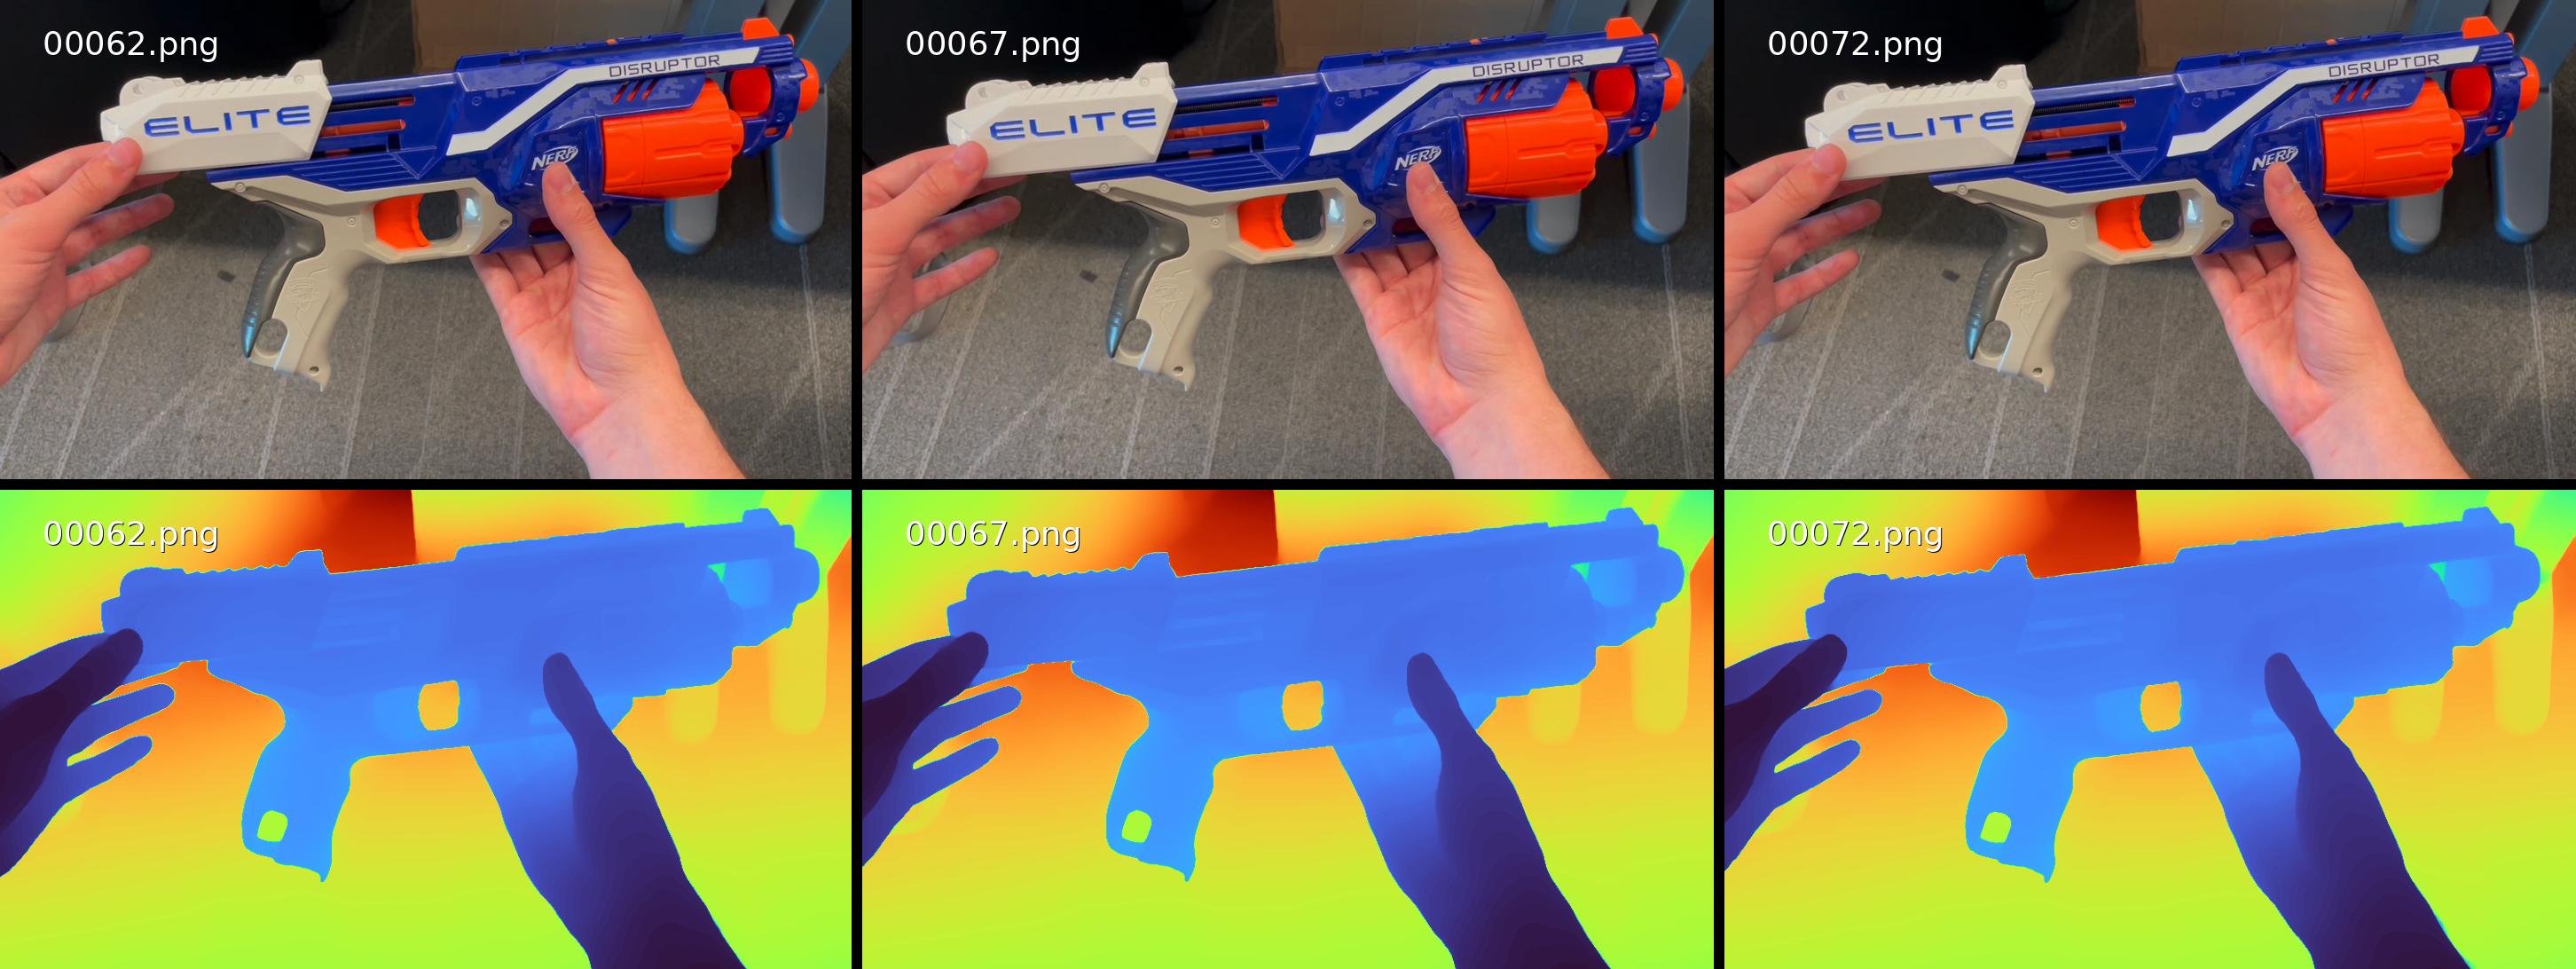 00062.png
DISRUPTOR
ELITE
NERF
00067.png
DISRUPTOR
ELITE
NERF
00072.png
DISRUPTOR
ELITE
NERF
00062.png
00067.png
00072.png